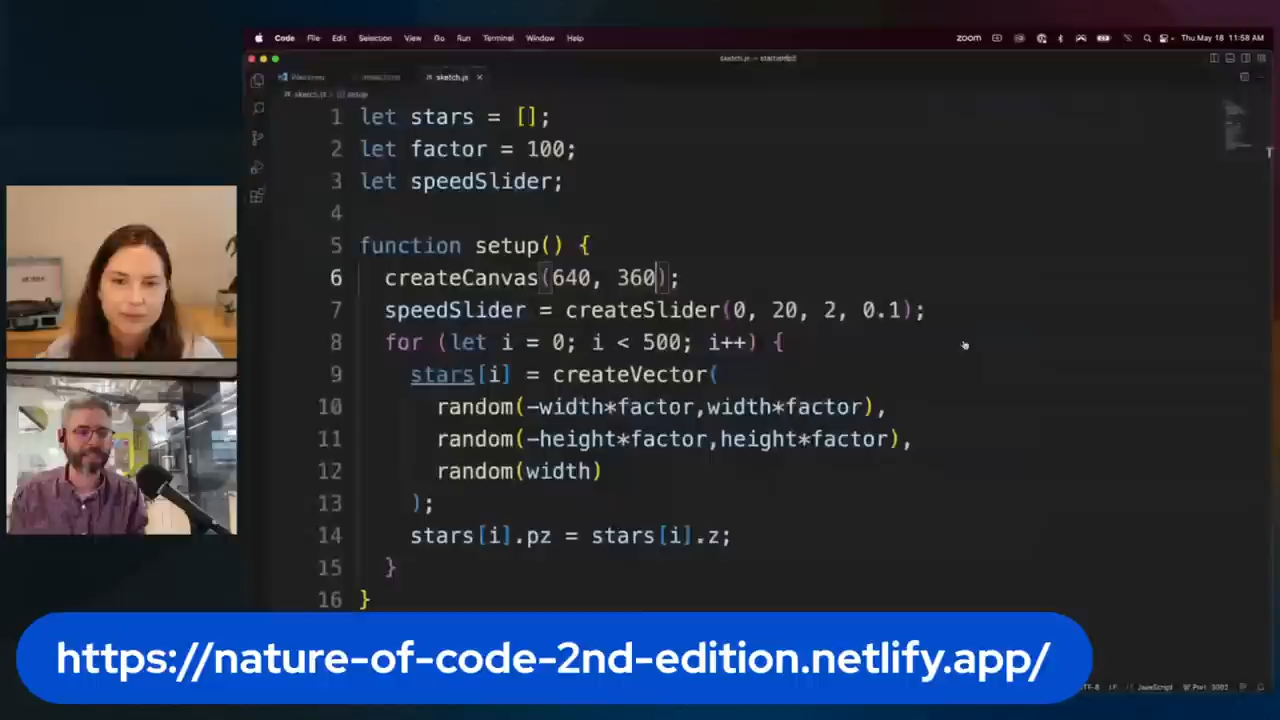 Code File Edit Selection View Go Run Terminal Window Help
zoom Thu May 18 11:58 AM
sketch.js
sketch.js
setup
1 let stars = [];
2 let factor = 100;
3 let speedSlider;
4
5 function setup() {
6 createCanvas(640, 360);
7 speedSlider = createSlider(0, 20, 2, 0.1);
8 for (let i = 0; i < 500; i++) {
9 stars[i] = createVector(
10 random(-width*factor,width*factor),
11 random(-height*factor,height*factor),
12 random(width)
13 );
14 stars[i].pz = stars[i].z;
15 }
16 }
https://nature-of-code-2nd-edition.netlify.app/
JavaScript